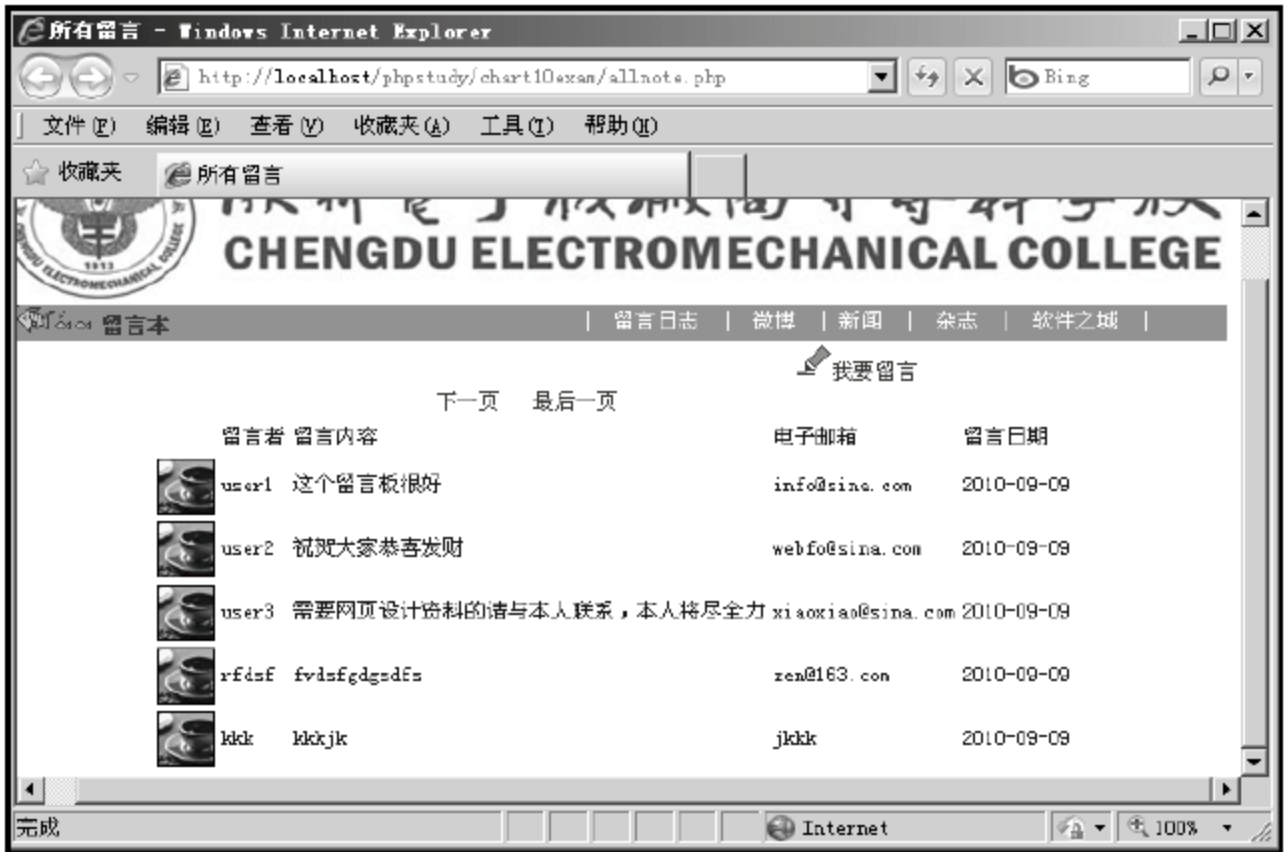 所有留言 - Windows Internet Explorer
http://localhost/phpstudy/chart10exam/allnote.php Bing
文件(F) 编辑(E) 查看(V) 收藏夹(A) 工具(T) 帮助(H)
收藏夹 所有留言
CHENGDU ELECTROMECHANICAL COLLEGE
1913
ELECTROMECHANICAL COLLEGE
留言本 | 留言日志 | 微博 | 新闻 | 杂志 | 软件之城 |
我要留言
下一页 最后一页
留言者 留言内容 电子邮箱 留言日期
user1 这个留言板很好 info@sina.com 2010-09-09
user2 祝贺大家恭喜发财 webfo@sina.com 2010-09-09
user3 需要网页设计资料的请与本人联系，本人将尽全力 xiaoxiao@sina.com 2010-09-09
rfdsf fvdsfgdgsdfs zen@163.com 2010-09-09
kkk kkkjk jkkk 2010-09-09
完成 Internet 100%